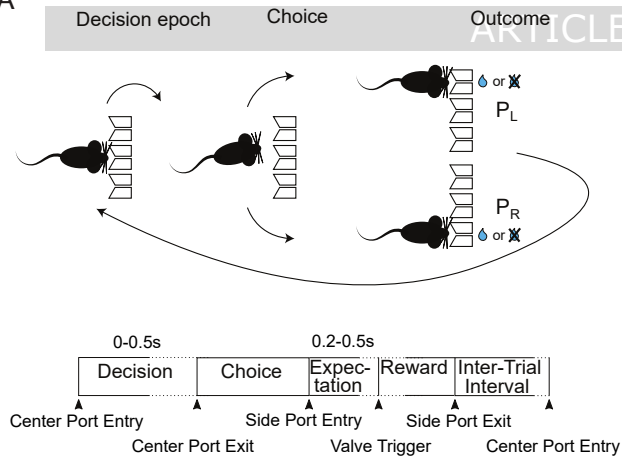 A
Decision epoch Choice Outcome
ARTICLE
or
P_L
P_R
or
0-0.5s 0.2-0.5s
Decision Choice Expec- Reward Inter-Trial
tation Interval
Center Port Entry Side Port Entry Side Port Exit
Center Port Exit Valve Trigger Center Port Entry